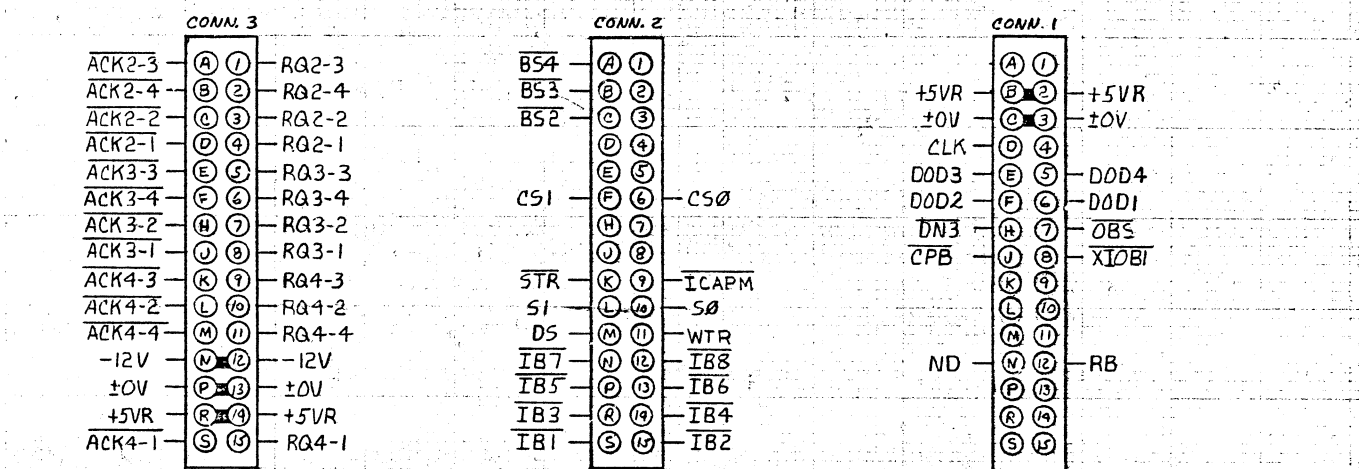 CONN. 3 CONN. 2 CONN. 1
ACK2-3 A 1 RQ2-3 BS4 A 1 A 1
ACK2-4 B 2 RQ2-4 BS3 B 2 +5VR B 2 +5VR
ACK2-2 C 3 RQ2-2 BS2 C 3 ±0V C 3 ±0V
ACK2-1 D 4 RQ2-1 D 4 CLK D 4
ACK3-3 E 5 RQ3-3 E 5 DOD3 E 5 DOD4
ACK3-4 F 6 RQ3-4 CS1 F 6 CSØ DOD2 F 6 DOD1
ACK3-2 H 7 RQ3-2 H 7 DN3 H 7 OBS
ACK3-1 J 8 RQ3-1 J 8 CPB J 8 XIOB1
ACK4-3 K 9 RQ4-3 STR K 9 ICAPM K 9
ACK4-2 L 10 RQ4-2 S1 L 10 SØ L 10
ACK4-4 M 11 RQ4-4 DS M 11 WTR M 11
-12V N 12 -12V IB7 N 12 IB8 ND N 12 RB
±0V P 13 ±0V IB5 P 13 IB6 P 13
+5VR R 14 +5VR IB3 R 14 IB4 R 14
ACK4-1 S 15 RQ4-1 IB1 S 15 IB2 S 15